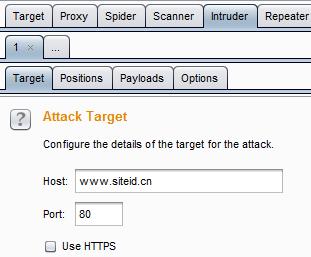 Target Proxy Spider Scanner Intruder Repeater
1 × ...
Target Positions Payloads Options
? Attack Target
Configure the details of the target for the attack.
Host: www.siteid.cn
Port: 80
Use HTTPS